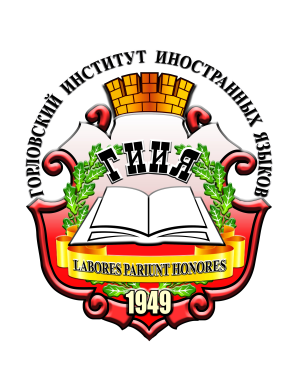 ГОРЛОВСКИЙ ИНСТИТУТ ИНОСТРАННЫХ ЯЗЫКОВ
ГИИЯ
LABORES PARIUNT HONORES
1949